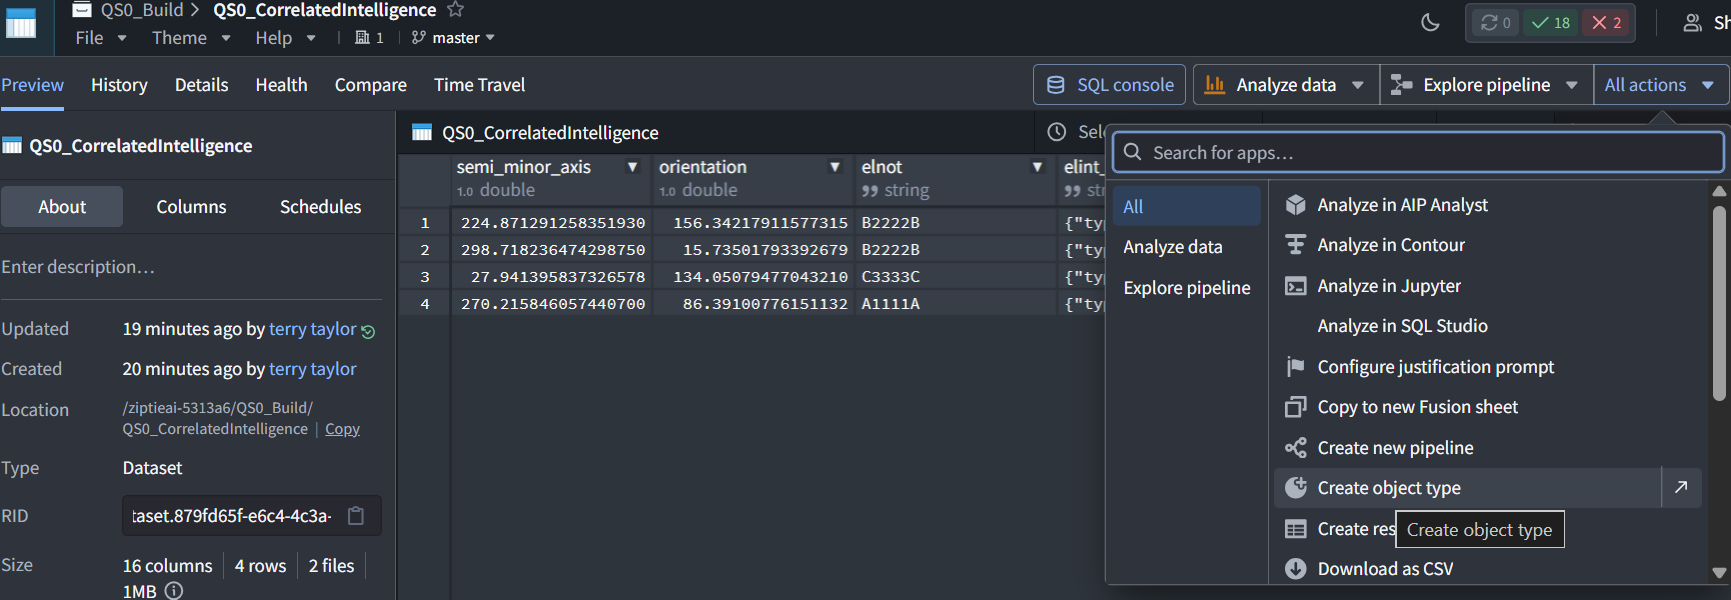 QS0_Build > QS0_CorrelatedIntelligence
File Theme Help 1 master
0 18 2
Preview History Details Health Compare Time Travel
SQL console Analyze data Explore pipeline All actions
QS0_CorrelatedIntelligence
About Columns Schedules
Enter description…
Updated 19 minutes ago by terry taylor
Created 20 minutes ago by terry taylor
Location /ziptieai-5313a6/QS0_Build/
QS0_CorrelatedIntelligence | Copy
Type Dataset
RID taset.879fd65f-e6c4-4c3a-
Size 16 columns 4 rows 2 files
1MB
QS0_CorrelatedIntelligence
semi_minor_axis orientation elnot elint_
1.0 double 1.0 double string
1 224.871291258351930 156.34217911577315 B2222B {"ty
2 298.718236474298750 15.73501793392679 B2222B {"ty
3 27.941395837326578 134.05079477043210 C3333C {"ty
4 270.215846057440700 86.39100776151132 A1111A {"ty
Search for apps…
All
Analyze data
Explore pipeline
Analyze in AIP Analyst
Analyze in Contour
Analyze in Jupyter
Analyze in SQL Studio
Configure justification prompt
Copy to new Fusion sheet
Create new pipeline
Create object type
Create res
Create object type
Download as CSV